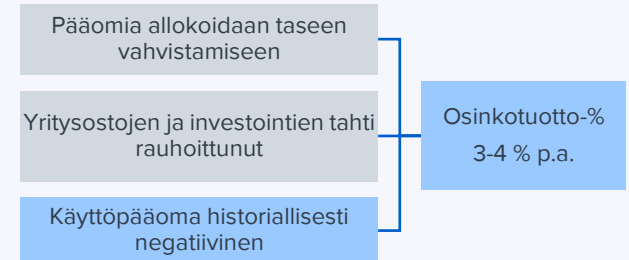 Pääomia allokoidaan taseen
vahvistamiseen
Yritysostojen ja investointien tahti
rauhoittunut
Käyttöpääoma historiallisesti
negatiivinen
Osinkotuotto-%
3-4 % p.a.